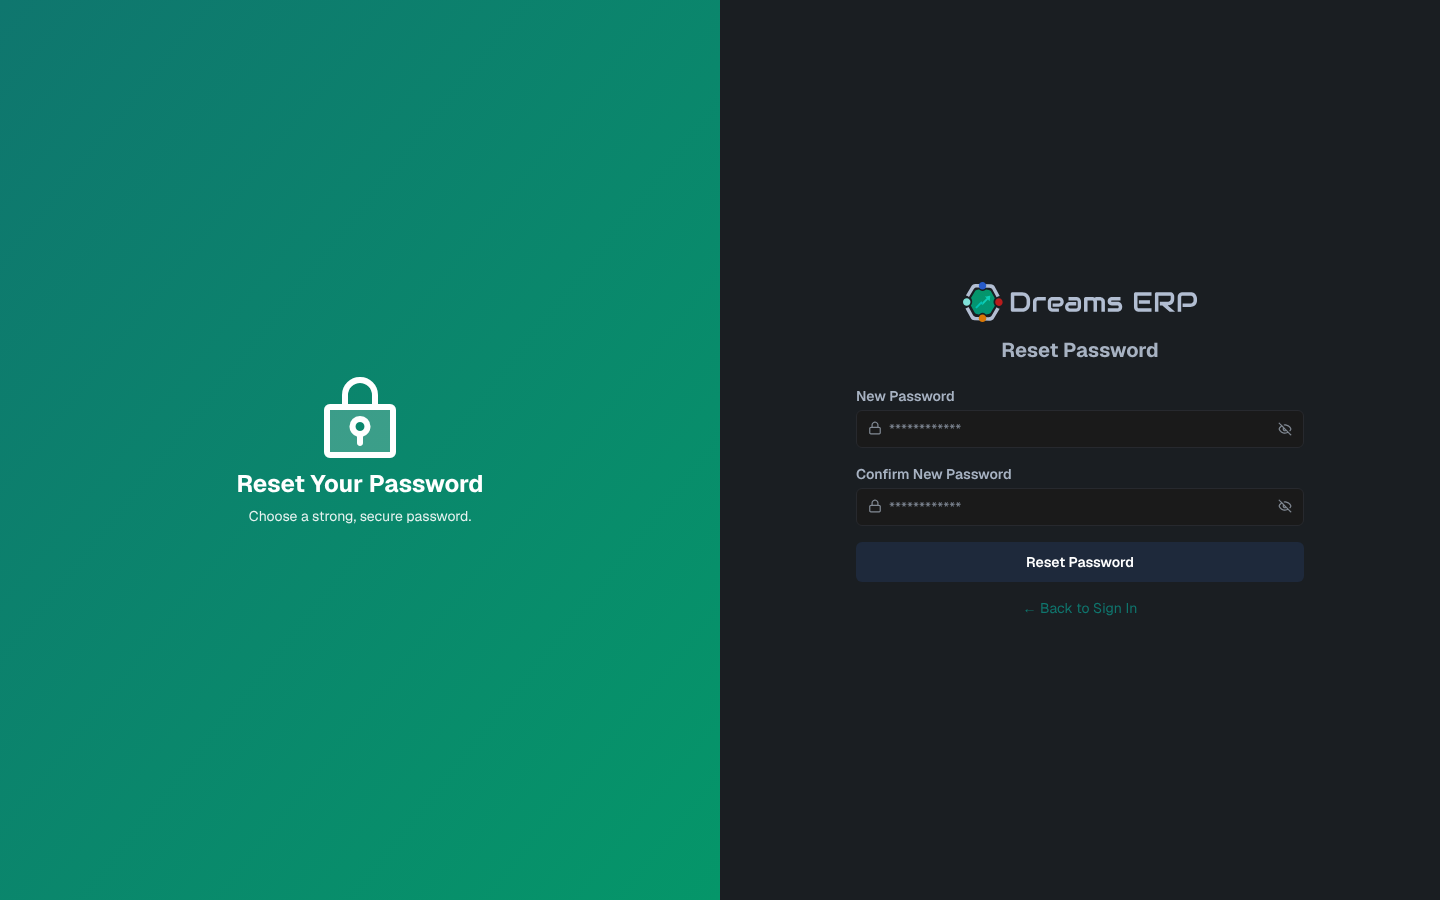 Reset Your Password
Choose a strong, secure password.
Dreams ERP
Reset Password
New Password
************
Confirm New Password
************
Reset Password
← Back to Sign In